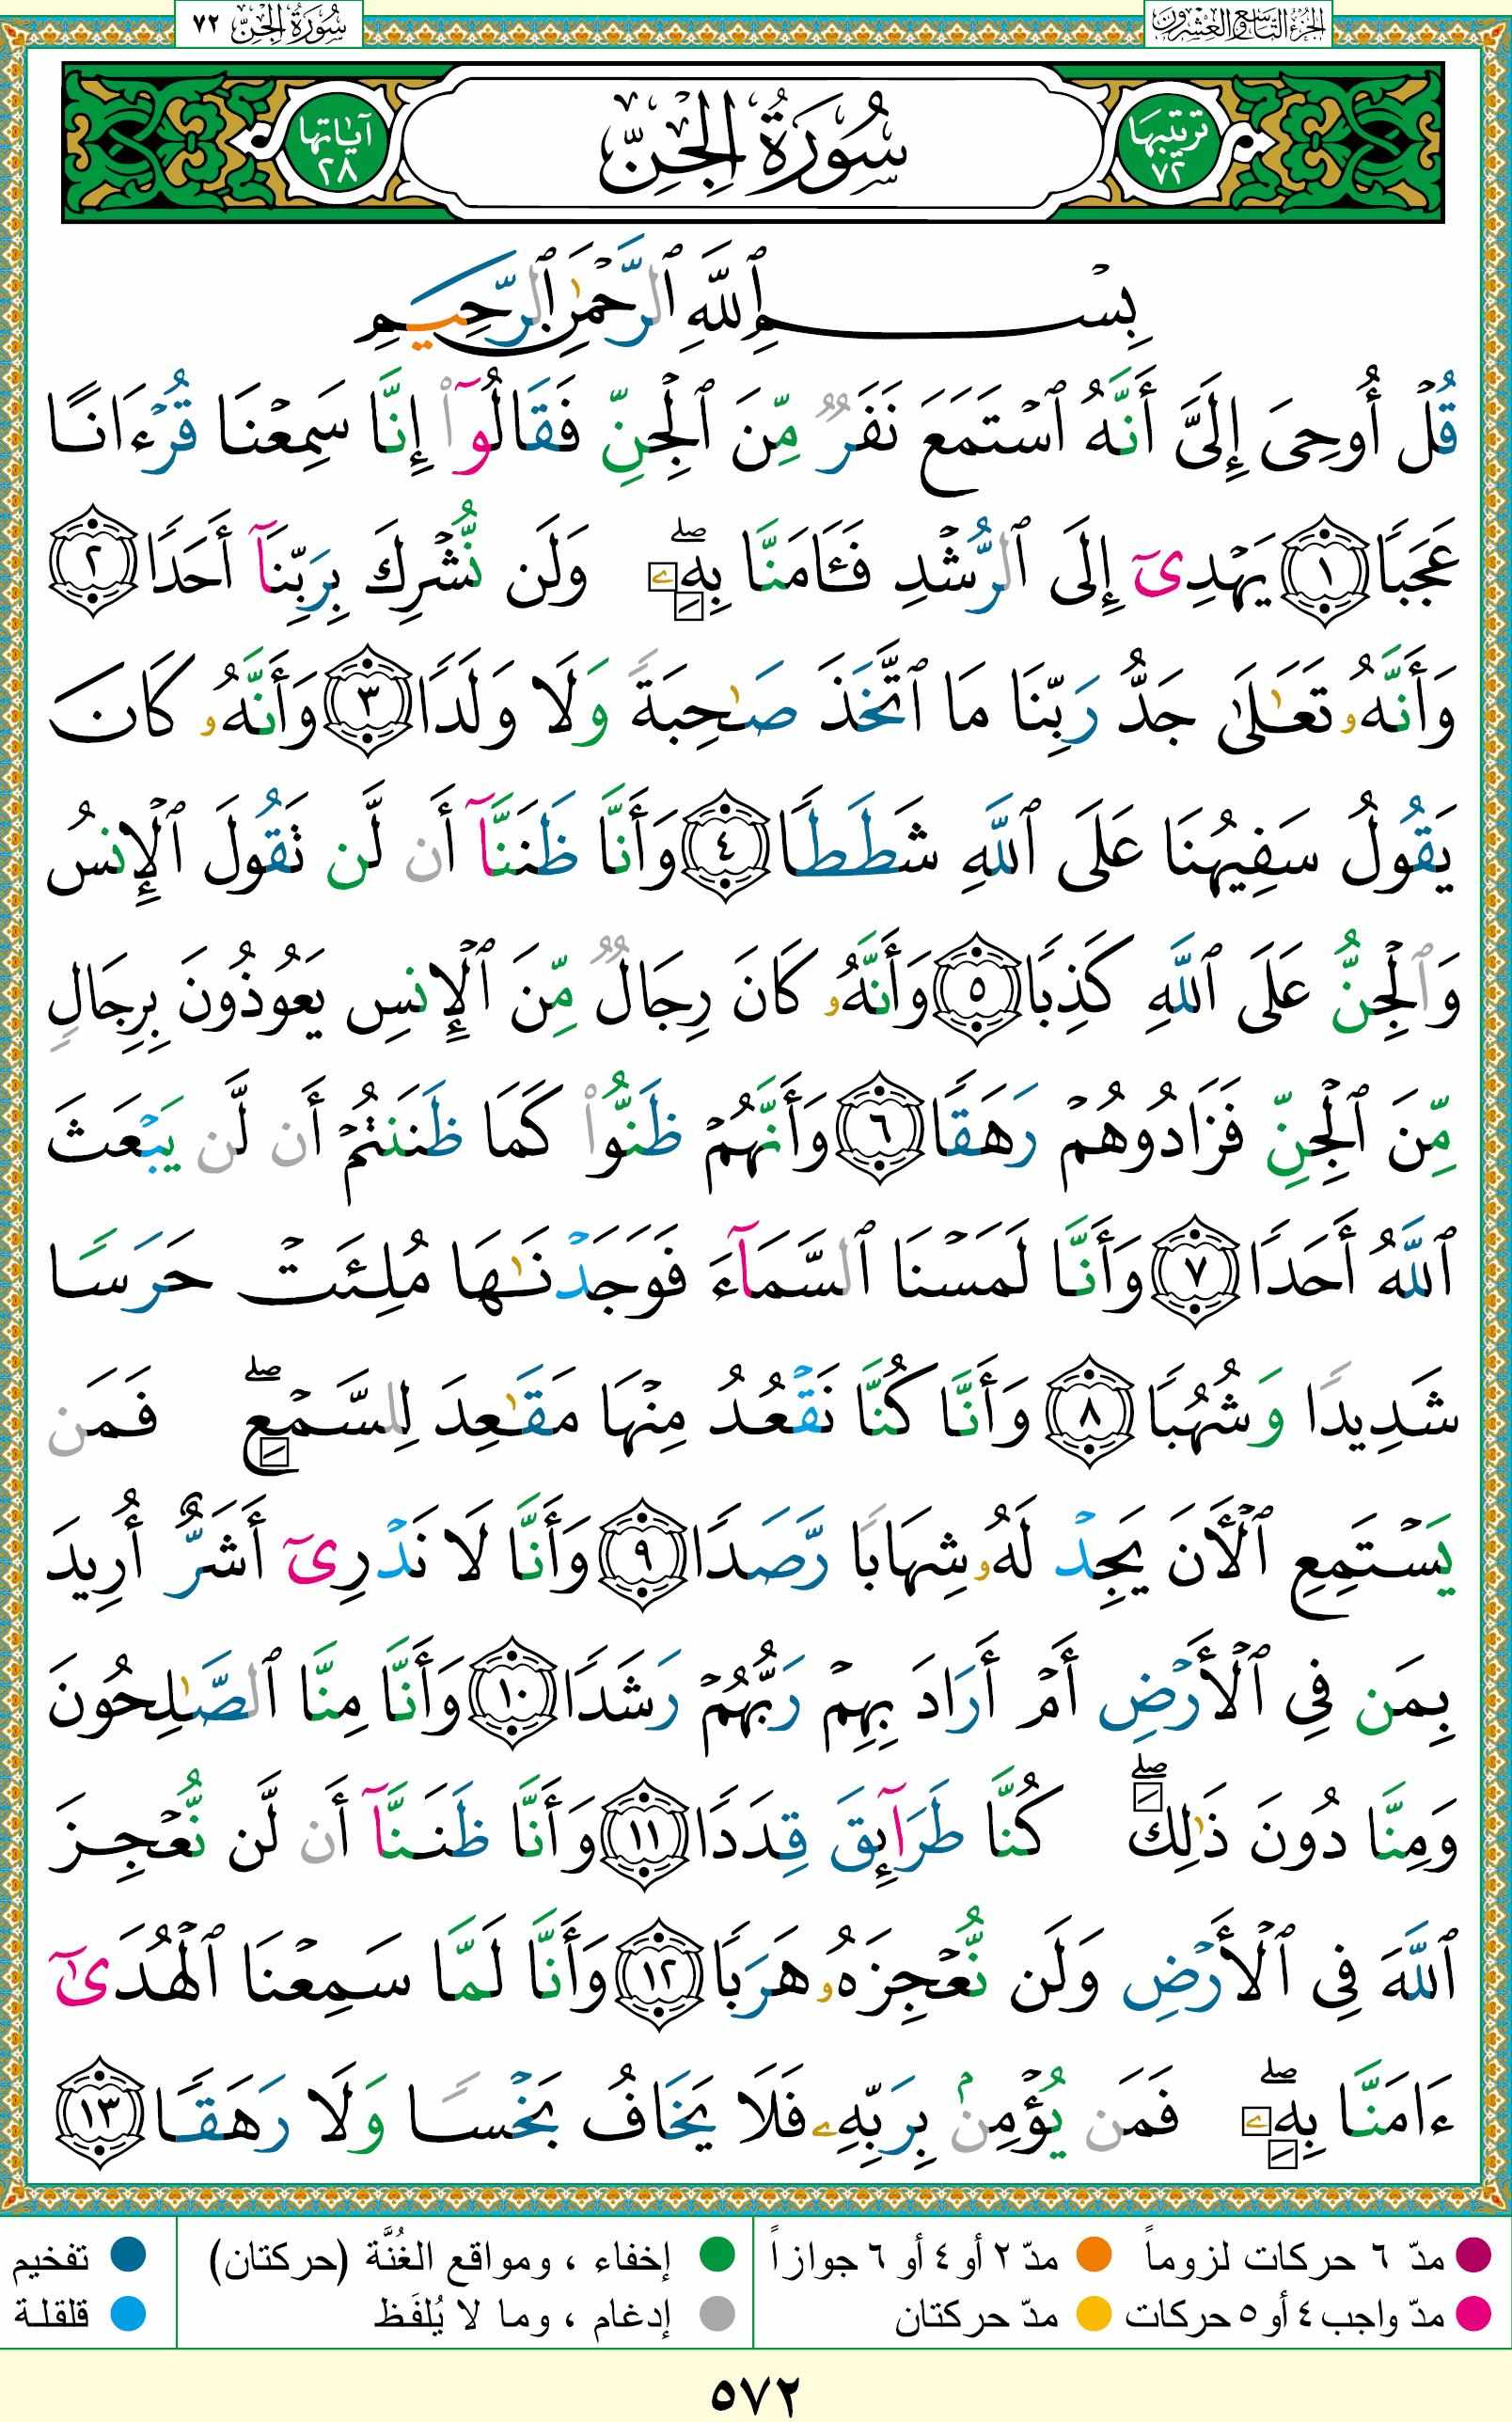 الجزء التاسع والعشرون
سورة الجن ٧٢
ترتيبها ٧٢
سُورَةُ الْجِنِّ
آياتها ٢٨
بِسْمِ ٱللَّهِ ٱلرَّحْمَٰنِ ٱلرَّحِيمِ
قُلْ أُوحِىَ إِلَىَّ أَنَّهُ ٱسْتَمَعَ نَفَرٌ مِّنَ ٱلْجِنِّ فَقَالُوٓا۟ إِنَّا سَمِعْنَا قُرْءَانًا
عَجَبًا ١ يَهْدِىٓ إِلَى ٱلرُّشْدِ فَـَٔامَنَّا بِهِۦ ۖ وَلَن نُّشْرِكَ بِرَبِّنَآ أَحَدًا ٢
وَأَنَّهُۥ تَعَـٰلَىٰ جَدُّ رَبِّنَا مَا ٱتَّخَذَ صَـٰحِبَةً وَلَا وَلَدًا ٣ وَأَنَّهُۥ كَانَ
يَقُولُ سَفِيهُنَا عَلَى ٱللَّهِ شَطَطًا ٤ وَأَنَّا ظَنَنَّآ أَن لَّن تَقُولَ ٱلْإِنسُ
وَٱلْجِنُّ عَلَى ٱللَّهِ كَذِبًا ٥ وَأَنَّهُۥ كَانَ رِجَالٌ مِّنَ ٱلْإِنسِ يَعُوذُونَ بِرِجَالٍ
مِّنَ ٱلْجِنِّ فَزَادُوهُمْ رَهَقًا ٦ وَأَنَّهُمْ ظَنُّوا۟ كَمَا ظَنَنتُمْ أَن لَّن يَبْعَثَ
ٱللَّهُ أَحَدًا ٧ وَأَنَّا لَمَسْنَا ٱلسَّمَآءَ فَوَجَدْنَـٰهَا مُلِئَتْ حَرَسًا
شَدِيدًا وَشُهُبًا ٨ وَأَنَّا كُنَّا نَقْعُدُ مِنْهَا مَقَـٰعِدَ لِلسَّمْعِ ۖ فَمَن
يَسْتَمِعِ ٱلْـَٔانَ يَجِدْ لَهُۥ شِهَابًا رَّصَدًا ٩ وَأَنَّا لَا نَدْرِىٓ أَشَرٌّ أُرِيدَ
بِمَن فِى ٱلْأَرْضِ أَمْ أَرَادَ بِهِمْ رَبُّهُمْ رَشَدًا ١٠ وَأَنَّا مِنَّا ٱلصَّـٰلِحُونَ
وَمِنَّا دُونَ ذَٰلِكَ ۖ كُنَّا طَرَآئِقَ قِدَدًا ١١ وَأَنَّا ظَنَنَّآ أَن لَّن نُّعْجِزَ
ٱللَّهَ فِى ٱلْأَرْضِ وَلَن نُّعْجِزَهُۥ هَرَبًا ١٢ وَأَنَّا لَمَّا سَمِعْنَا ٱلْهُدَىٰٓ
ءَامَنَّا بِهِۦ ۖ فَمَن يُؤْمِنۢ بِرَبِّهِۦ فَلَا يَخَافُ بَخْسًا وَلَا رَهَقًا ١٣
مدّ ٦ حركات لزوماً مدّ ٢ أو ٤ أو ٦ جوازاً إخفاء ، ومواقع الغُنَّة (حركتان) تفخيم
مدّ واجب ٤ أو ٥ حركات مدّ حركتان إدغام ، وما لا يُلفَظ قلقلة
٥٧٢